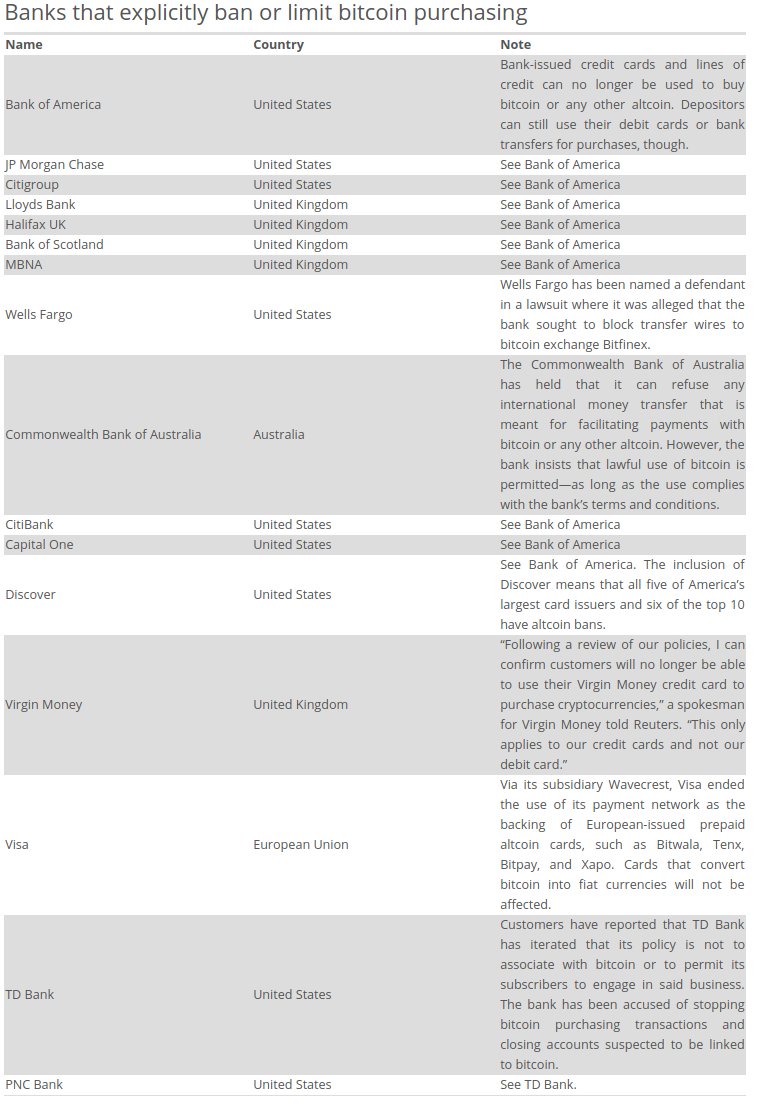 Banks that explicitly ban or limit bitcoin purchasing
Name Country Note
Bank of America United States Bank-issued credit cards and lines of
credit can no longer be used to buy
bitcoin or any other altcoin. Depositors
can still use their debit cards or bank
transfers for purchases, though.
JP Morgan Chase United States See Bank of America
Citigroup United States See Bank of America
Lloyds Bank United Kingdom See Bank of America
Halifax UK United Kingdom See Bank of America
Bank of Scotland United Kingdom See Bank of America
MBNA United Kingdom See Bank of America
Wells Fargo United States Wells Fargo has been named a defendant
in a lawsuit where it was alleged that the
bank sought to block transfer wires to
bitcoin exchange Bitfinex.
Commonwealth Bank of Australia Australia The Commonwealth Bank of Australia
has held that it can refuse any
international money transfer that is
meant for facilitating payments with
bitcoin or any other altcoin. However, the
bank insists that lawful use of bitcoin is
permitted—as long as the use complies
with the bank’s terms and conditions.
CitiBank United States See Bank of America
Capital One United States See Bank of America
Discover United States See Bank of America. The inclusion of
Discover means that all five of America’s
largest card issuers and six of the top 10
have altcoin bans.
Virgin Money United Kingdom “Following a review of our policies, I can
confirm customers will no longer be able
to use their Virgin Money credit card to
purchase cryptocurrencies,” a spokesman
for Virgin Money told Reuters. “This only
applies to our credit cards and not our
debit card.”
Visa European Union Via its subsidiary Wavecrest, Visa ended
the use of its payment network as the
backing of European-issued prepaid
altcoin cards, such as Bitwala, Tenx,
Bitpay, and Xapo. Cards that convert
bitcoin into fiat currencies will not be
affected.
TD Bank United States Customers have reported that TD Bank
has iterated that its policy is not to
associate with bitcoin or to permit its
subscribers to engage in said business.
The bank has been accused of stopping
bitcoin purchasing transactions and
closing accounts suspected to be linked
to bitcoin.
PNC Bank United States See TD Bank.